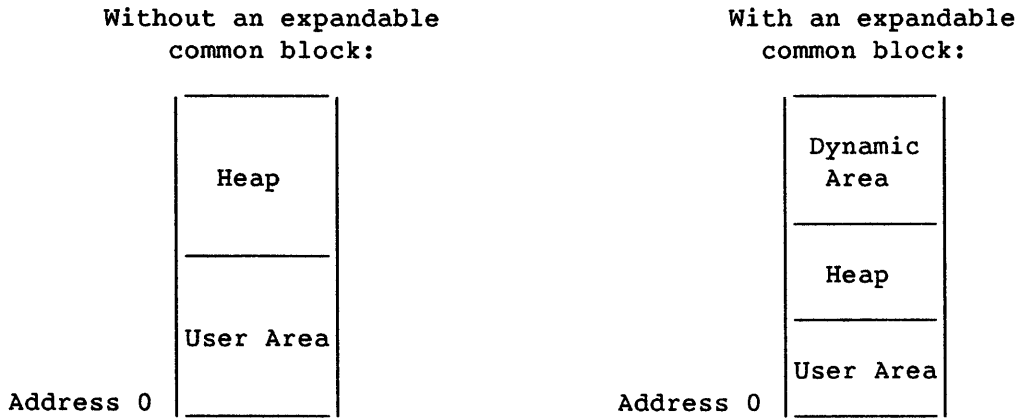 Without an expandable
common block:
Heap
User Area
Address 0
With an expandable
common block:
Dynamic
Area
Heap
User Area
Address 0